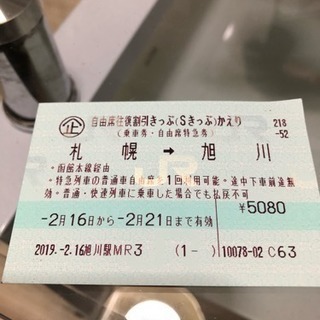 企 自由席往復割引きっぷ(Sきっぷ)かえり 218
(乗車券・自由席特急券) -52
札幌 → 旭川
・函館本線経由
・特急列車の普通車自由席を1回利用可能・途中下車前途無
効・普通・快速列車に乗車した場合でも払戻不可
¥5080
-2月16日から-2月21日まで有効
2019.-2.16旭川駅MR3 (1-) 10078-02 C63